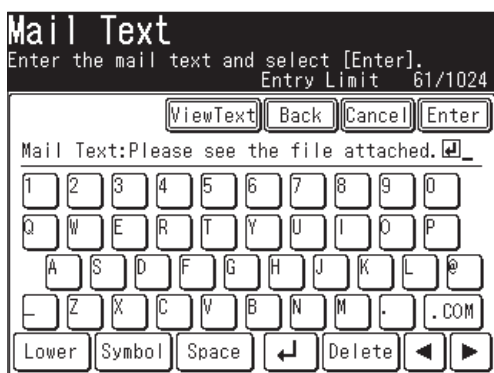 Mail Text
Enter the mail text and select [Enter].
Entry Limit 61/1024
ViewText Back Cancel Enter
Mail Text:Please see the file attached.↵_
1 2 3 4 5 6 7 8 9 0
Q W E R T Y U I O P
A S D F G H J K L @
_ Z X C V B N M . .COM
Lower Symbol Space ↵ Delete ◀ ▶